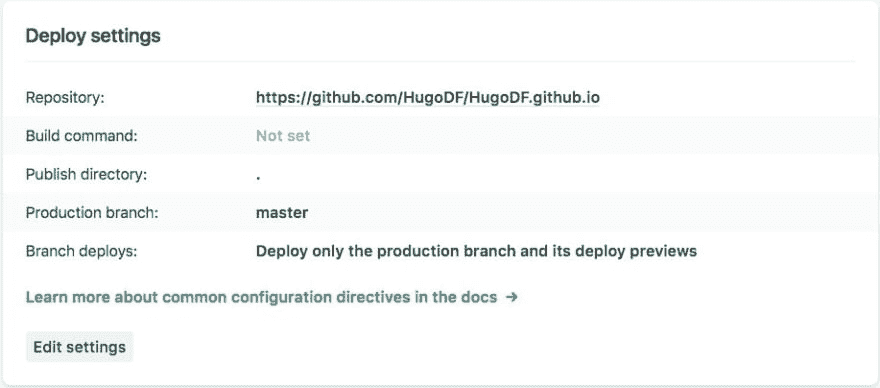 Deploy settings
Repository: https://github.com/HugoDF/HugoDF.github.io
Build command: Not set
Publish directory: .
Production branch: master
Branch deploys: Deploy only the production branch and its deploy previews
Learn more about common configuration directives in the docs →
Edit settings